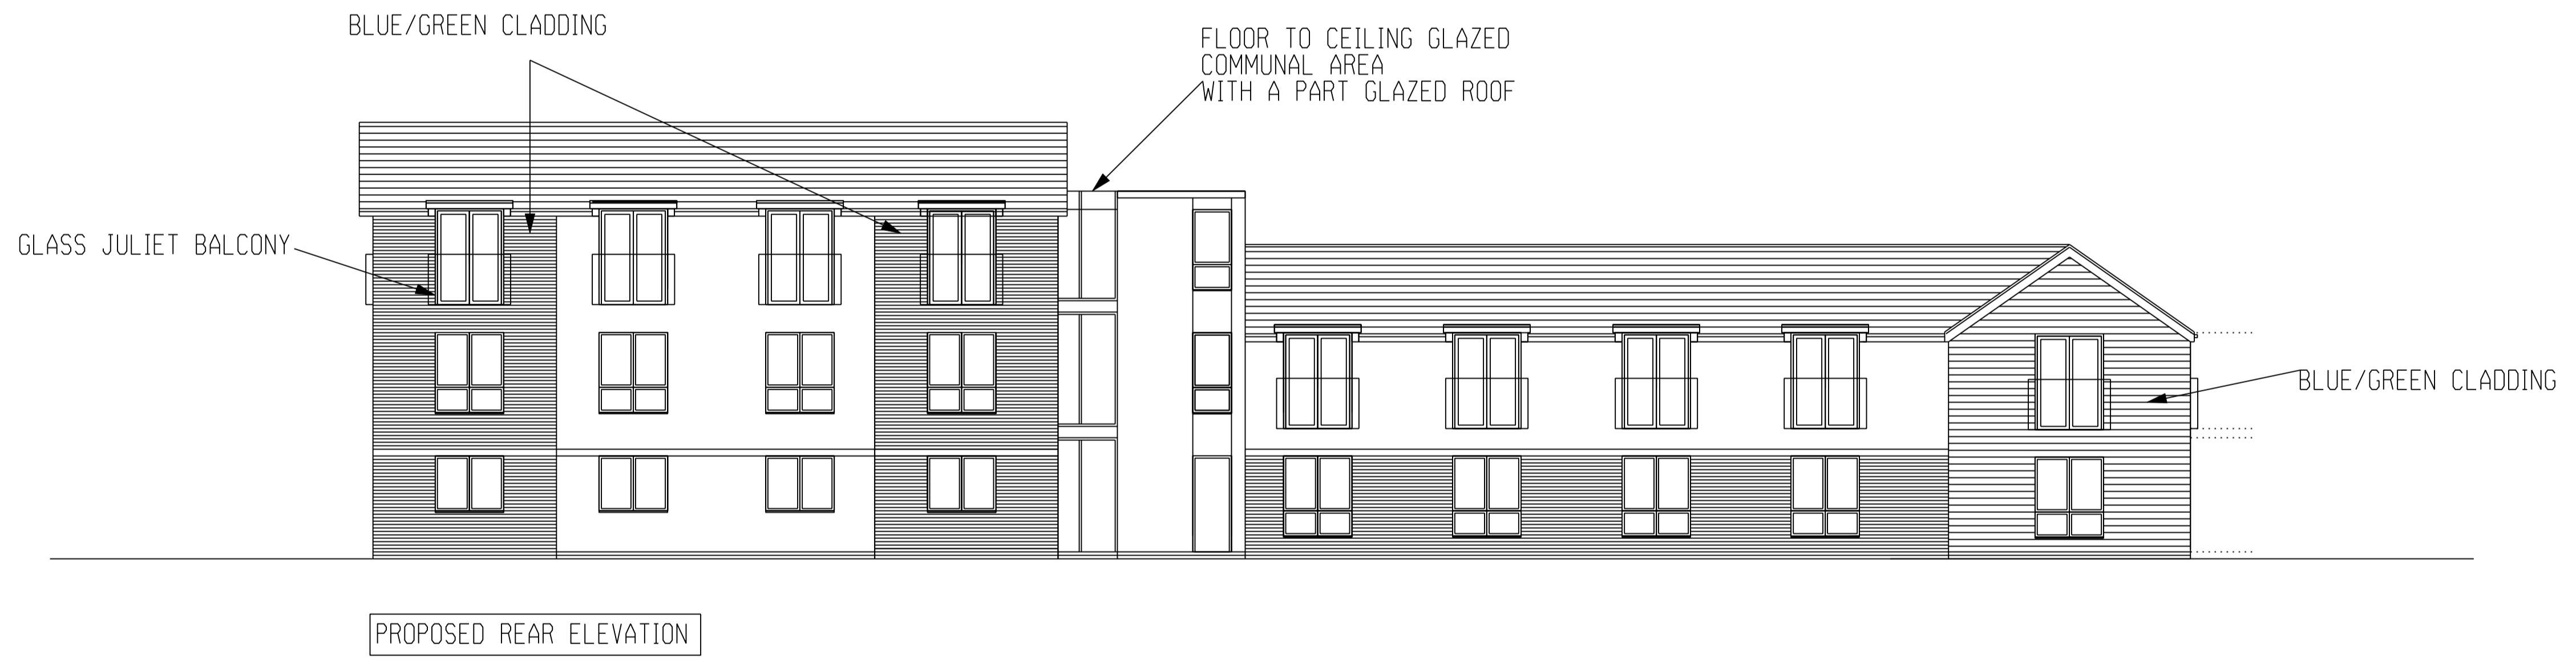 BLUE/GREEN CLADDING
FLOOR TO CEILING GLAZED
COMMUNAL AREA
WITH A PART GLAZED ROOF
GLASS JULIET BALCONY
BLUE/GREEN CLADDING
PROPOSED REAR ELEVATION